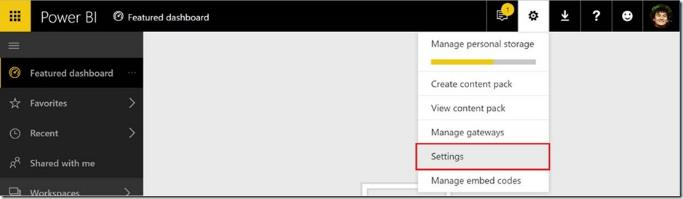 Power BI
Featured dashboard
1
?
Manage personal storage
Featured dashboard ...
Create content pack
Favorites
View content pack
Recent
Manage gateways
Shared with me
Settings
Manage embed codes
Workspaces